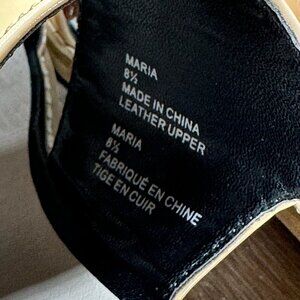 MARIA
8½
MADE IN CHINA
LEATHER UPPER
MARIA
8½
FABRIQUÉ EN CHINE
TIGE EN CUIR